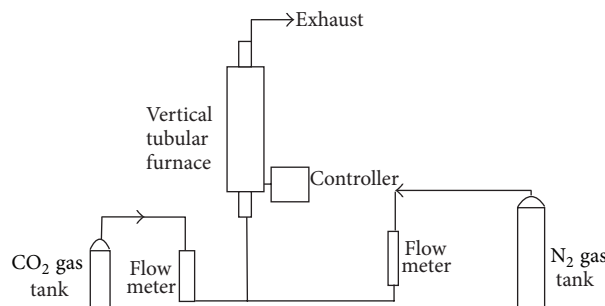 Exhaust
Vertical
tubular
furnace
Controller
CO₂ gas
tank
Flow
meter
Flow
meter
N₂ gas
tank